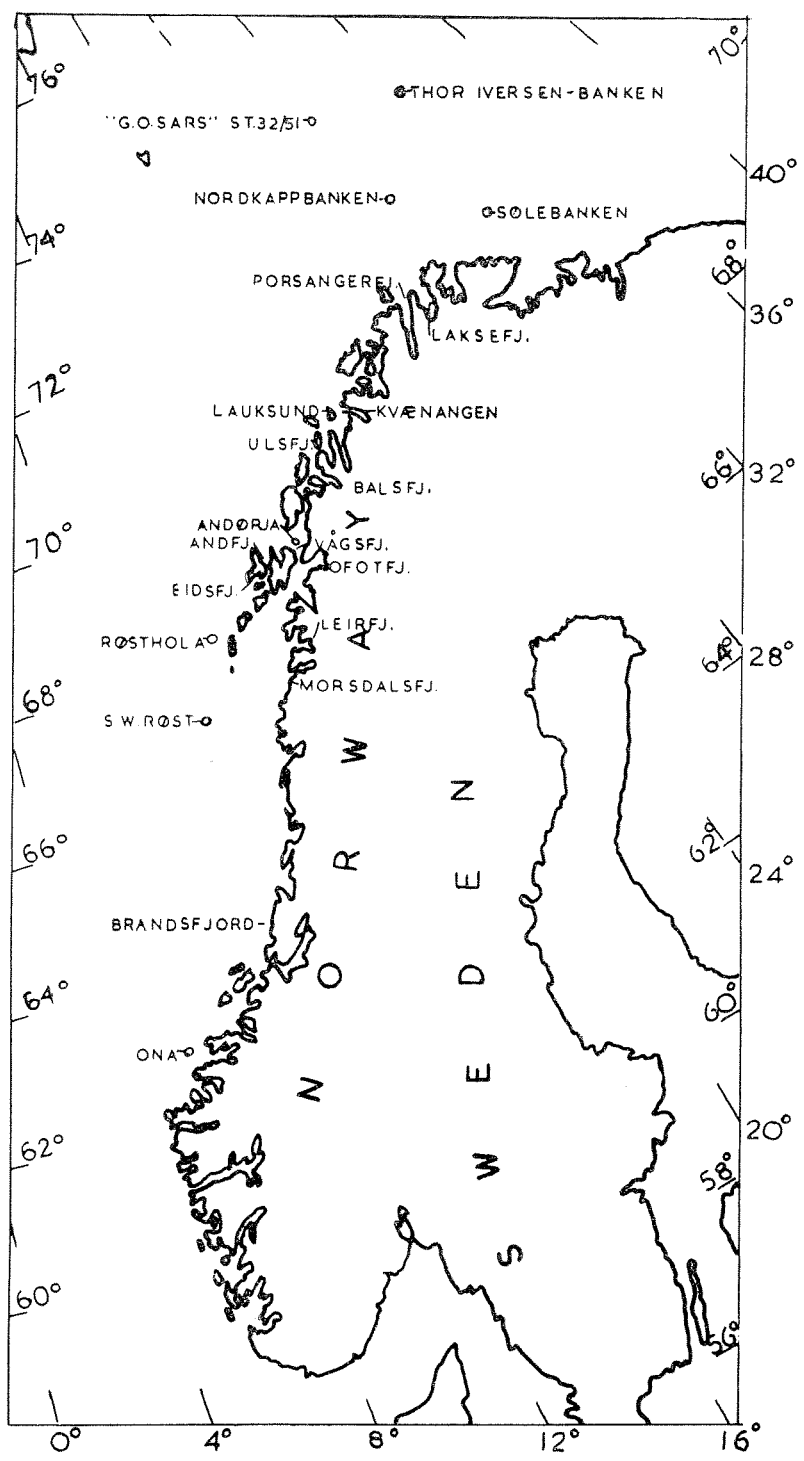 70°
76°
THOR IVERSEN-BANKEN
"G.O.SARS" ST.32/51
40°
NORDKAPPBANKEN
SØLEBANKEN
74°
68°
PORSANGERFJ.
36°
LAKSEFJ.
72°
LAUKSUND
KVÆNANGEN
ULSFJ.
66°
32°
BALSFJ.
ANDØRJA
70°
ANDFJ.
VÅGSFJ.
OFOTFJ.
EIDSFJ.
LEIRFJ.
RØSTHOLA
64°
28°
MORSDALSFJ.
68°
S W.RØST
62°
66°
24°
BRANDSFJORD
64°
60°
ONA
20°
62°
58°
60°
56°
NORWAY
SWEDEN
0°
4°
8°
12°
16°